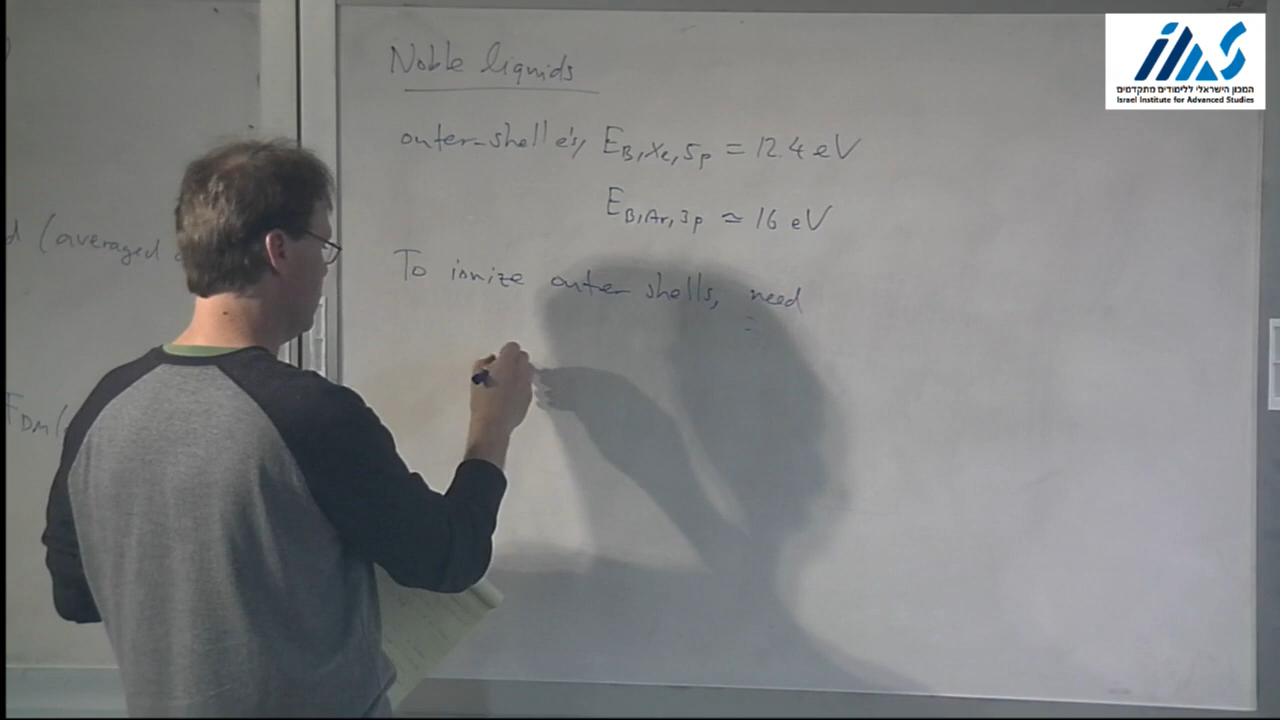 Noble liquids
outer-shell e's, E_B,Xe,5p = 12.4 eV
E_B,Ar,3p ≃ 16 eV
To ionize outer shells, need
(averaged
F_DM(
המכון הישראלי ללימודים מתקדמים
Israel Institute for Advanced Studies